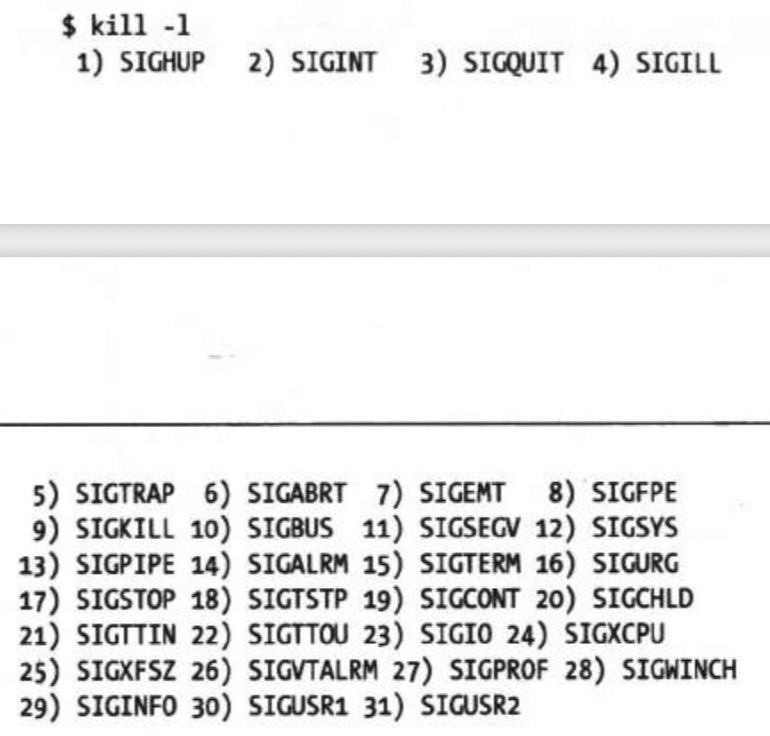 $ kill -l
1) SIGHUP 2) SIGINT 3) SIGQUIT 4) SIGILL
5) SIGTRAP 6) SIGABRT 7) SIGEMT 8) SIGFPE
9) SIGKILL 10) SIGBUS 11) SIGSEGV 12) SIGSYS
13) SIGPIPE 14) SIGALRM 15) SIGTERM 16) SIGURG
17) SIGSTOP 18) SIGTSTP 19) SIGCONT 20) SIGCHLD
21) SIGTTIN 22) SIGTTOU 23) SIGIO 24) SIGXCPU
25) SIGXFSZ 26) SIGVTALRM 27) SIGPROF 28) SIGWINCH
29) SIGINFO 30) SIGUSR1 31) SIGUSR2